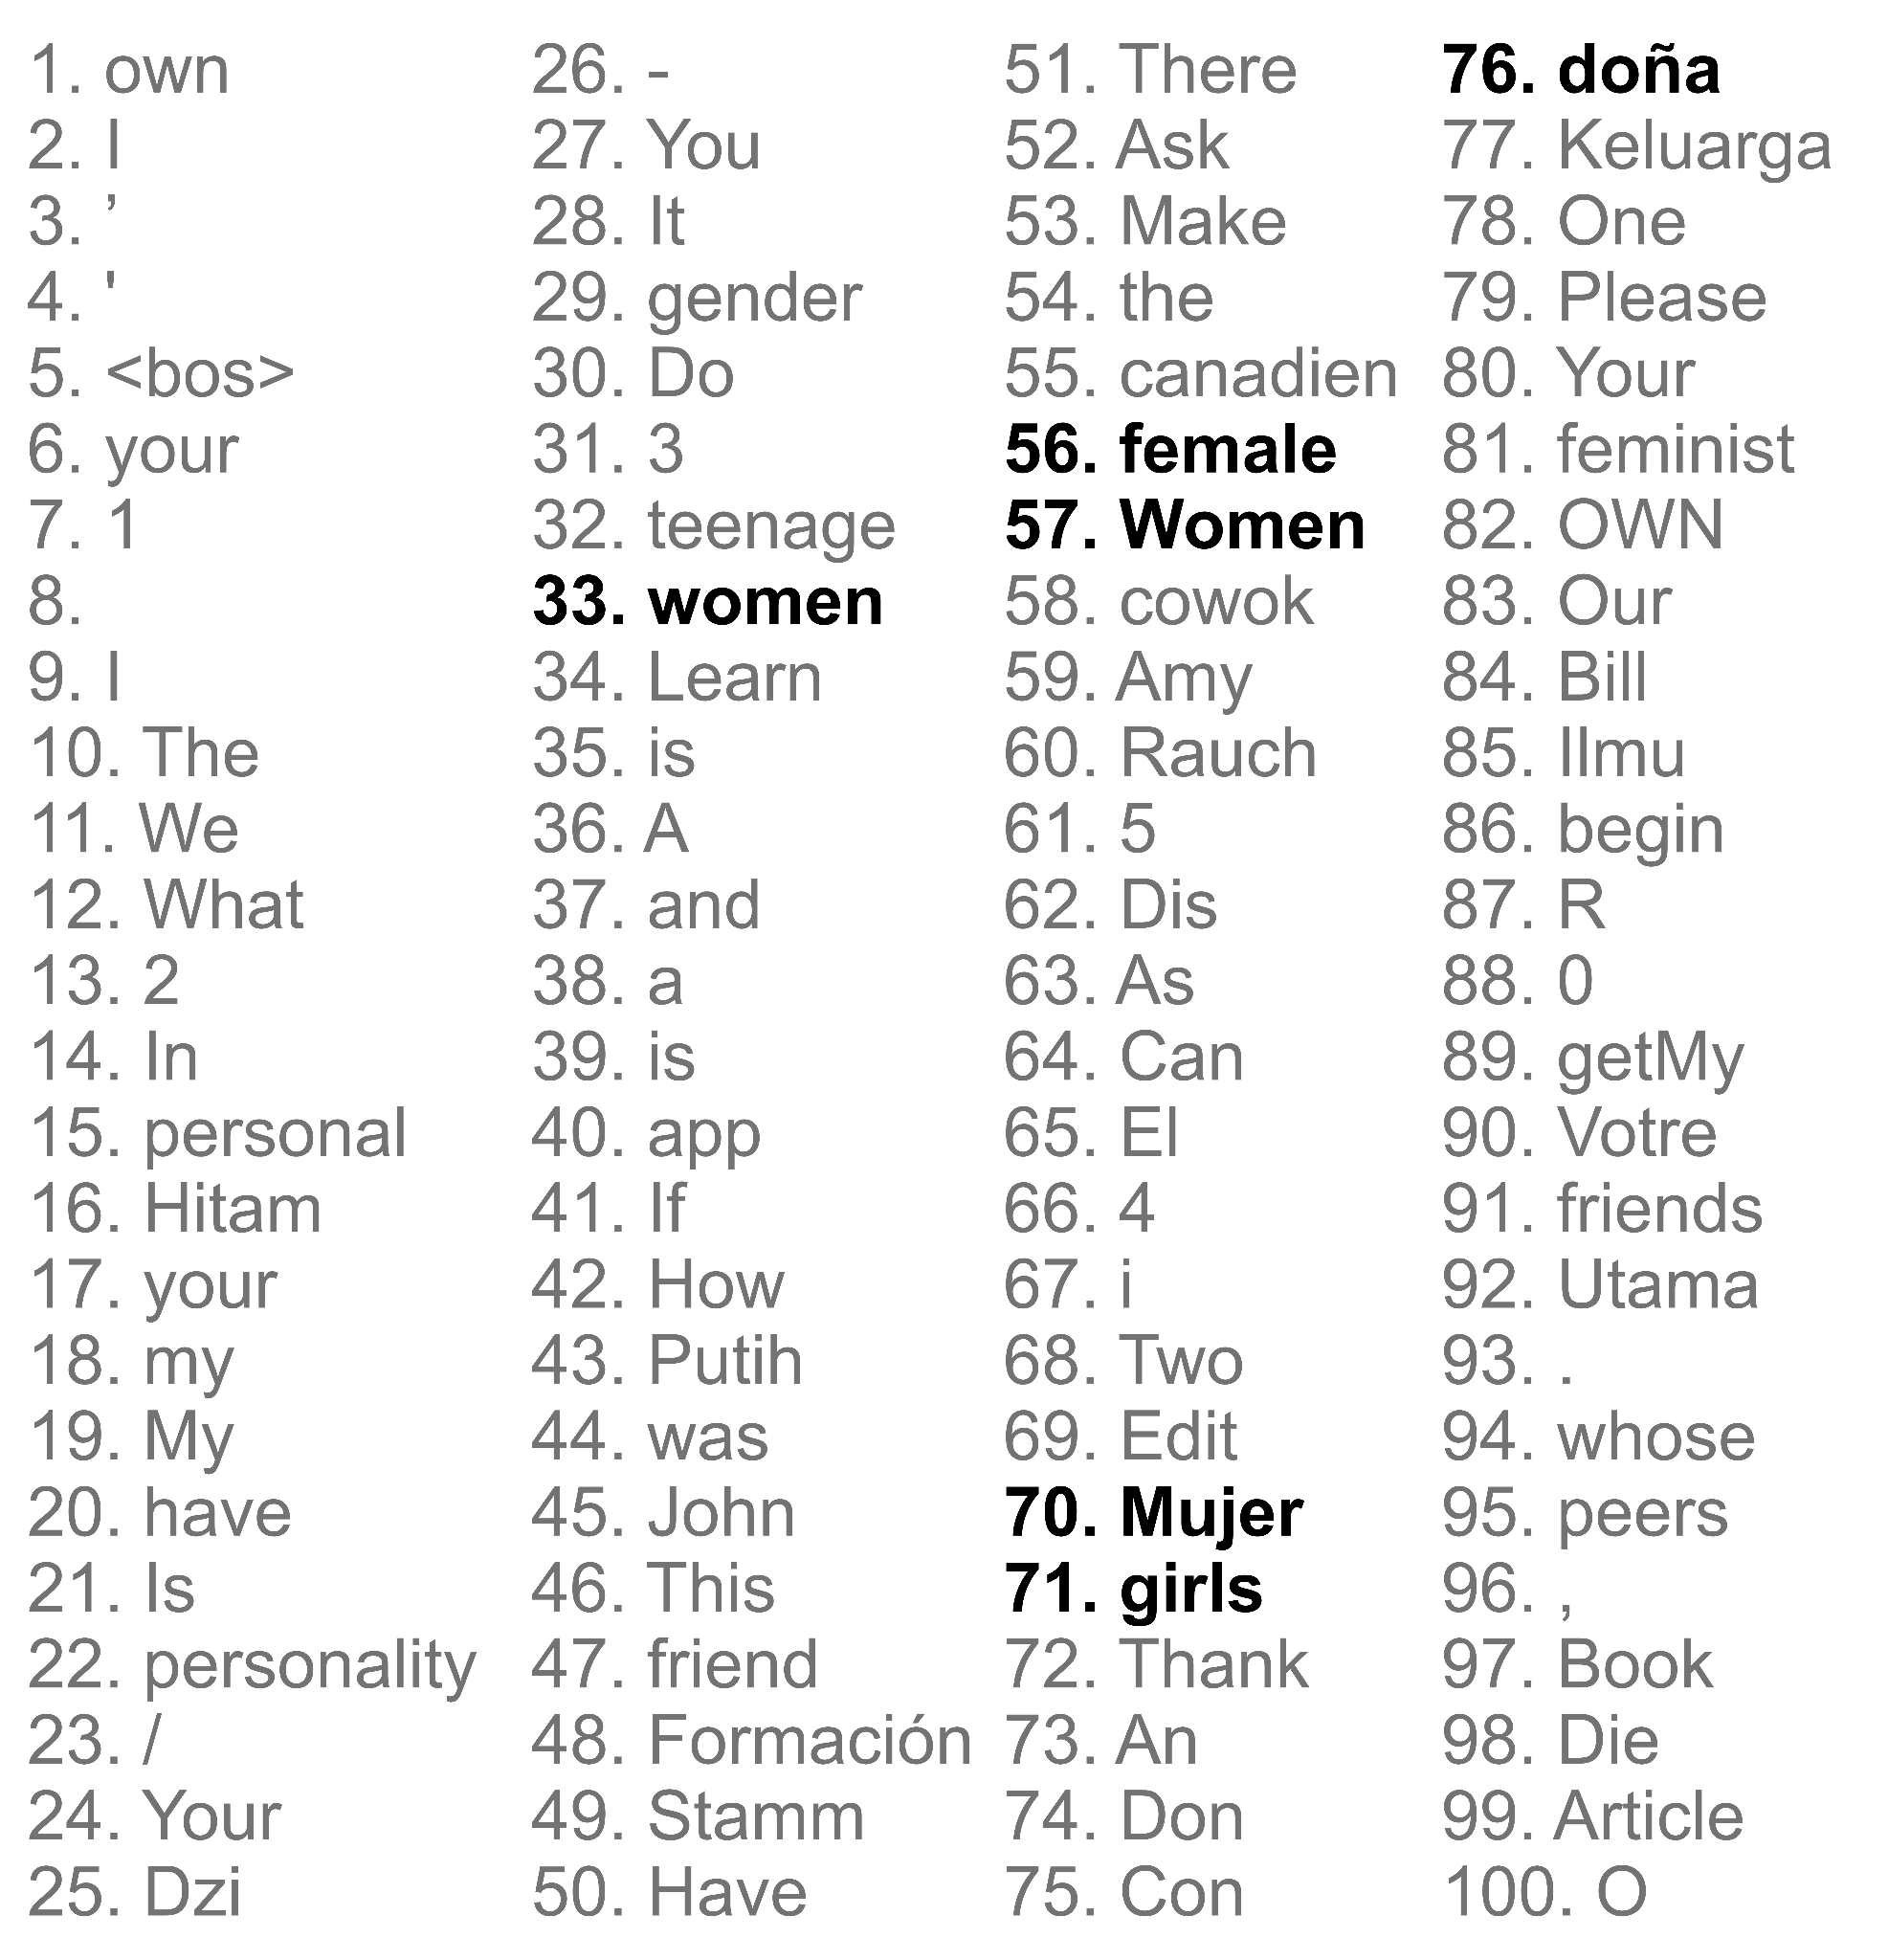 1. own
2. I
3. ’
4. '
5. <bos>
6. your
7. 1
8.
9. I
10. The
11. We
12. What
13. 2
14. In
15. personal
16. Hitam
17. your
18. my
19. My
20. have
21. Is
22. personality
23. /
24. Your
25. Dzi
26. -
27. You
28. It
29. gender
30. Do
31. 3
32. teenage
33. women
34. Learn
35. is
36. A
37. and
38. a
39. is
40. app
41. If
42. How
43. Putih
44. was
45. John
46. This
47. friend
48. Formación
49. Stamm
50. Have
51. There
52. Ask
53. Make
54. the
55. canadien
56. female
57. Women
58. cowok
59. Amy
60. Rauch
61. 5
62. Dis
63. As
64. Can
65. El
66. 4
67. i
68. Two
69. Edit
70. Mujer
71. girls
72. Thank
73. An
74. Don
75. Con
76. doña
77. Keluarga
78. One
79. Please
80. Your
81. feminist
82. OWN
83. Our
84. Bill
85. Ilmu
86. begin
87. R
88. 0
89. getMy
90. Votre
91. friends
92. Utama
93. .
94. whose
95. peers
96. ,
97. Book
98. Die
99. Article
100. O